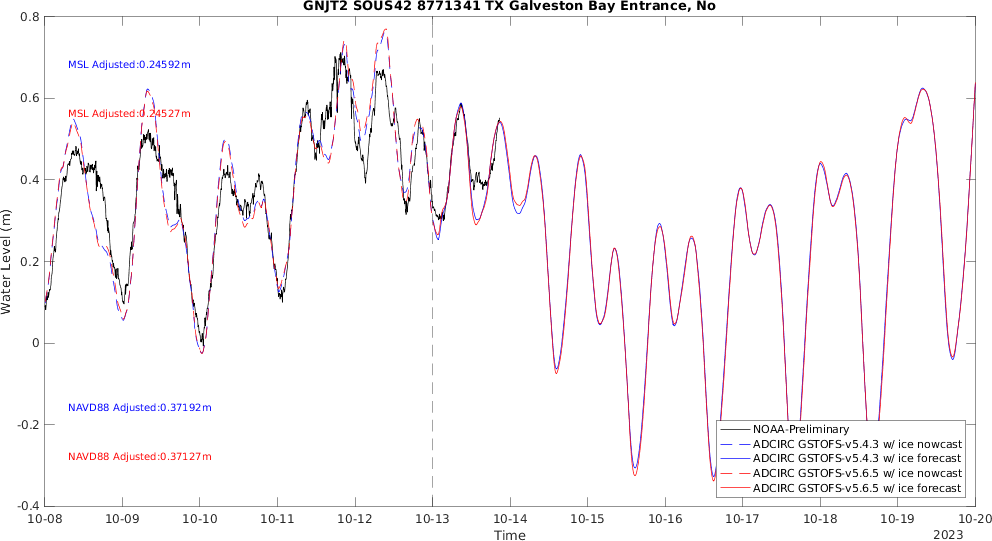 GNJT2 SOUS42 8771341 TX Galveston Bay Entrance, No
0.8
0.6
0.4
0.2
0
-0.2
-0.4
Water Level (m)
MSL Adjusted:0.24592m
MSL Adjusted:0.24527m
NAVD88 Adjusted:0.37192m
NAVD88 Adjusted:0.37127m
NOAA-Preliminary
ADCIRC GSTOFS-v5.4.3 w/ ice nowcast
ADCIRC GSTOFS-v5.4.3 w/ ice forecast
ADCIRC GSTOFS-v5.6.5 w/ ice nowcast
ADCIRC GSTOFS-v5.6.5 w/ ice forecast
10-08 10-09 10-10 10-11 10-12 10-13 10-14 10-15 10-16 10-17 10-18 10-19 10-20
Time
2023